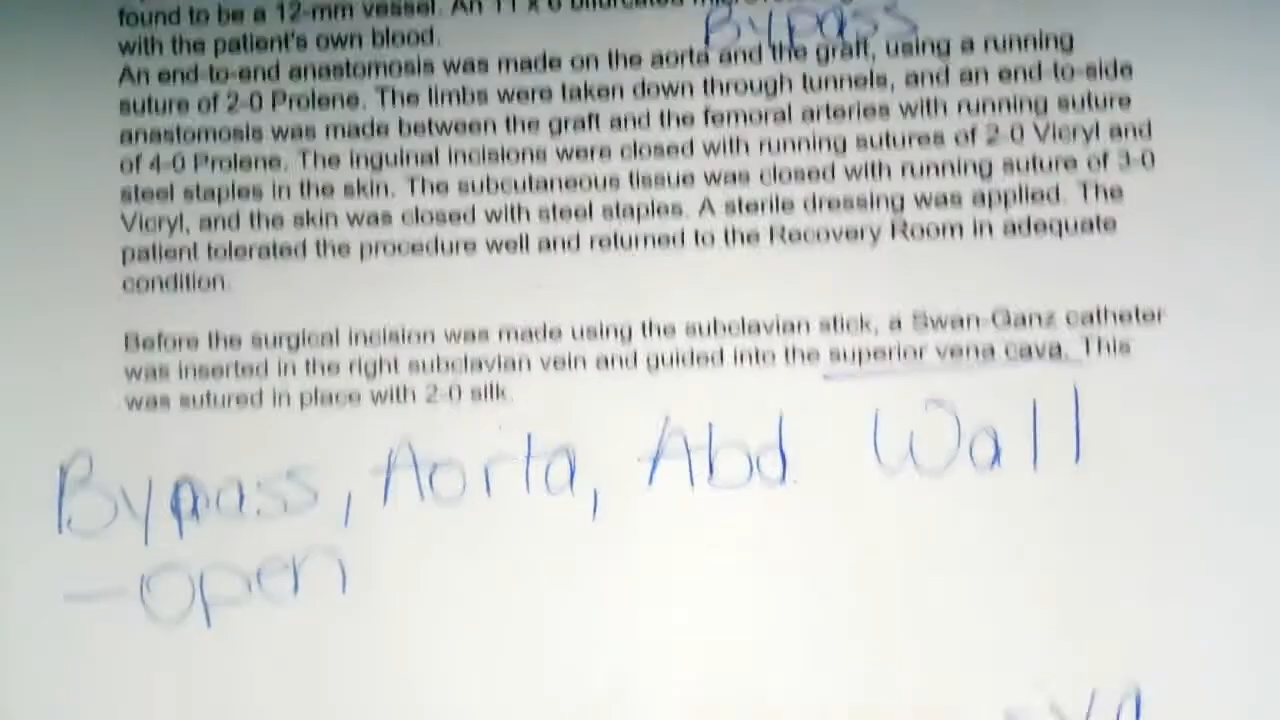 found to be a 12-mm vessel. An 11 x 6 bifurcated
Bypass
with the patient's own blood.
An end-to-end anastomosis was made on the aorta and the graft, using a running
suture of 2-0 Prolene. The limbs were taken down through tunnels, and an end-to-side
anastomosis was made between the graft and the femoral arteries with running suture
of 4-0 Prolene. The inguinal incisions were closed with running sutures of 2-0 Vicryl and
steel staples in the skin. The subcutaneous tissue was closed with running suture of 3-0
Vicryl, and the skin was closed with steel staples. A sterile dressing was applied. The
patient tolerated the procedure well and returned to the Recovery Room in adequate
condition.
Before the surgical incision was made using the subclavian stick, a Swan-Ganz catheter
was inserted in the right subclavian vein and guided into the superior vena cava. This
was sutured in place with 2-0 silk.
Bypass, Aorta, Abd. Wall
-open